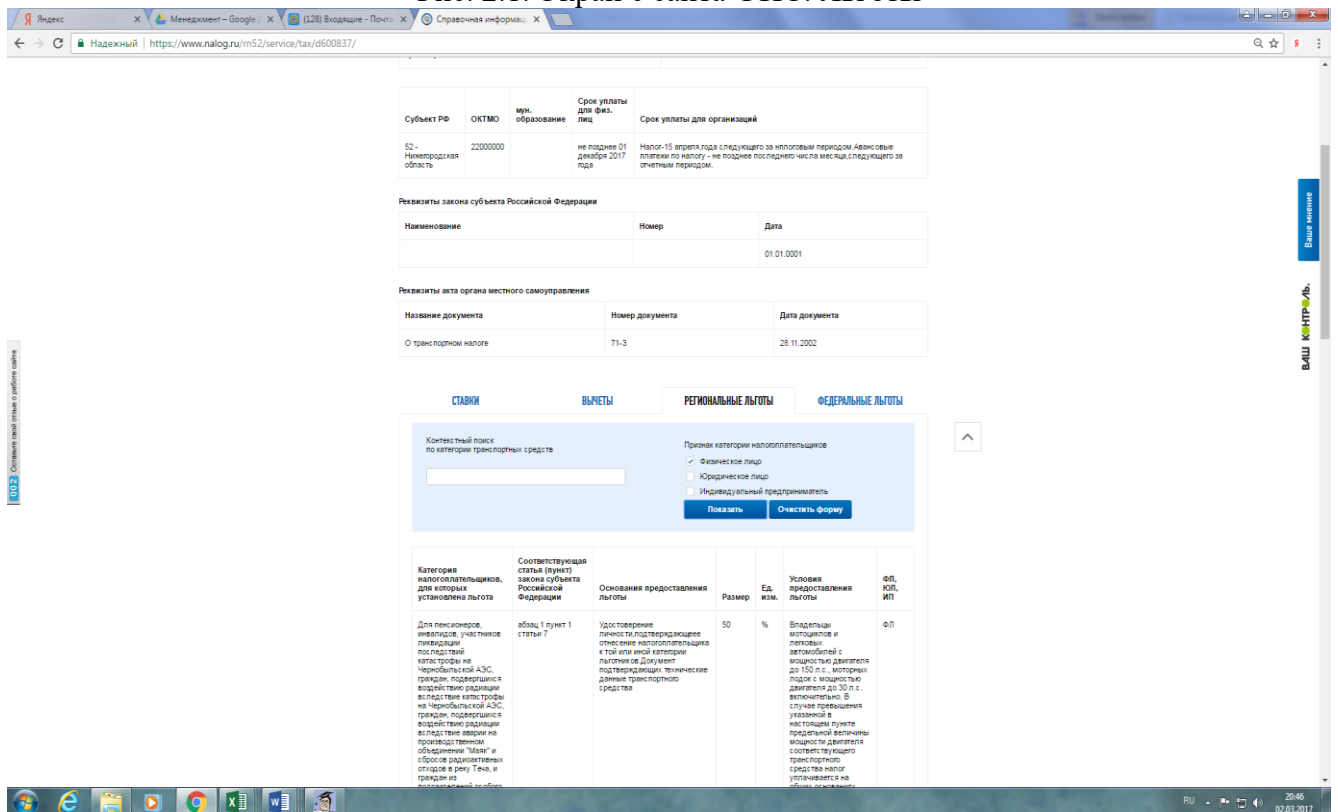 Яндекс
Менеджмент – Google
(128) Входящие - Почт
Справочная информац
Надежный | https://www.nalog.ru/rn52/service/tax/d600837/
Субъект РФ
ОКТМО
мун.
образование
Срок уплаты
для физ.
лиц
Срок уплаты для организаций
52 -
Нижегородская
область
22000000
не позднее 01
декабря 2017
года
Налог-15 апреля,года следующего за нплоговым периодом.Авансовые
платежи по налогу - не позднее последнего числа месяца,следующего за
отчетным периодом.
Реквизиты закона субъекта Российской Федерации
Наименование
Номер
Дата
01.01.0001
Реквизиты акта органа местного самоуправления
Название документа
Номер документа
Дата документа
О транспортном налоге
71-З
28.11.2002
СТАВКИ
ВЫЧЕТЫ
РЕГИОНАЛЬНЫЕ ЛЬГОТЫ
ФЕДЕРАЛЬНЫЕ ЛЬГОТЫ
Контекстный поиск
по категории транспортных средств
Признак категории налогоплательщиков
Физическое лицо
Юридическое лицо
Индивидуальный предприниматель
Показать
Очистить форму
Категория
налогоплательщиков,
для которых
установлена льгота
Соответствующая
статья (пункт)
закона субъекта
Российской
Федерации
Основания предоставления
льготы
Размер
Ед.
изм.
Условия
предоставления
льготы
ФЛ,
ЮЛ,
ИП
Для пенсионеров,
инвалидов, участников
ликвидации
последствий
катастрофы на
Чернобыльской АЭС,
граждан, подвергшихся
воздействию радиации
вследствие катастрофы
на Чернобыльской АЭС,
граждан, подвергшихся
воздействию радиации
вследствие аварии на
производственном
объединении "Маяк" и
сбросов радиоактивных
отходов в реку Теча, и
граждан из
подразделений особого
абзац 1 пункт 1
статьи 7
Удостоверение
личности,подтверждающеее
отнесение налогоплательщика
к той или иной категории
льготников.Документ
подтверждающих технические
данные транспортного
средства
50
%
Владельцы
мотоциклов и
легковых
автомобилей с
мощностью двигателя
до 150 л.с., моторных
лодок с мощностью
двигателя до 30 л.с.
включительно. В
случае превышения
указанной в
настоящем пункте
предельной величины
мощности двигателя
соответствующего
транспортного
средства налог
уплачивается на
общих основаниях
ФЛ
Ваше мнение
ВАШ КОНТРОЛЬ.
002 Оставьте свой отзыв о работе сайта
RU
20:46
02.03.2017